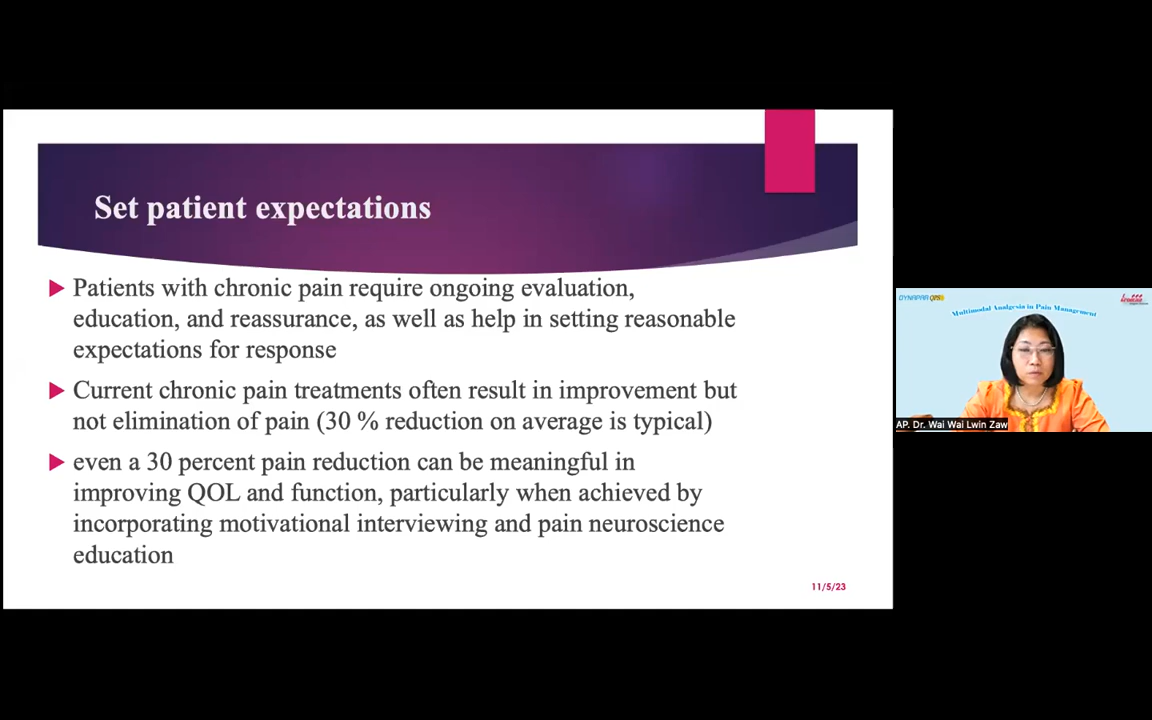 Set patient expectations
Patients with chronic pain require ongoing evaluation,
education, and reassurance, as well as help in setting reasonable
expectations for response
Current chronic pain treatments often result in improvement but
not elimination of pain (30 % reduction on average is typical)
even a 30 percent pain reduction can be meaningful in
improving QOL and function, particularly when achieved by
incorporating motivational interviewing and pain neuroscience
education
11/5/23
DYNAPAR QPS
Multimodal Analgesia in Pain Management
AP. Dr. Wai Wai Lwin Zaw